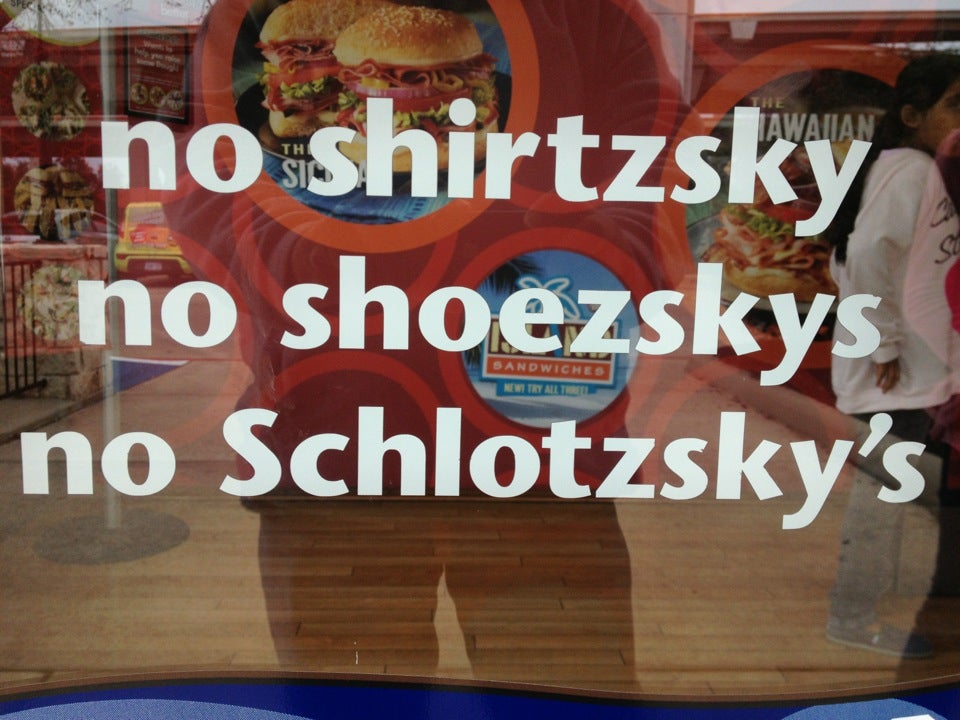 no shirtzsky
no shoezskys
no Schlotzsky's
THE
HAWAIIAN
SANDWICHES
NEW! TRY ALL THREE!